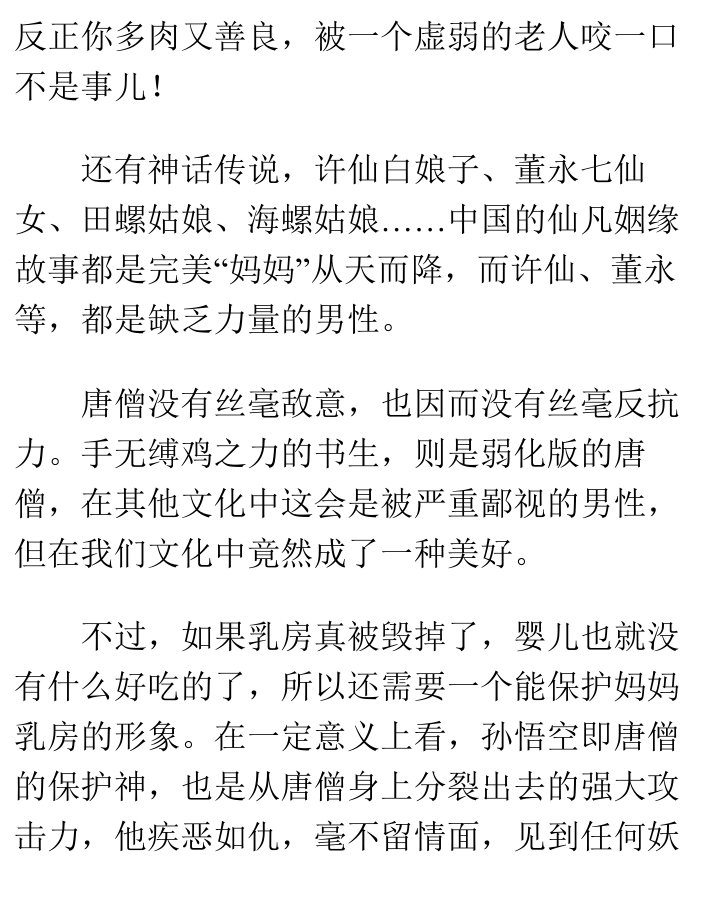 反正你多肉又善良，被一个虚弱的老人咬一口
不是事儿！
还有神话传说，许仙白娘子、董永七仙
女、田螺姑娘、海螺姑娘……中国的仙凡姻缘
故事都是完美“妈妈”从天而降，而许仙、董永
等，都是缺乏力量的男性。
唐僧没有丝毫敌意，也因而没有丝毫反抗
力。手无缚鸡之力的书生，则是弱化版的唐
僧，在其他文化中这会是被严重鄙视的男性，
但在我们文化中竟然成了一种美好。
不过，如果乳房真被毁掉了，婴儿也就没
有什么好吃的了，所以还需要一个能保护妈妈
乳房的形象。在一定意义上看，孙悟空即唐僧
的保护神，也是从唐僧身上分裂出去的强大攻
击力，他疾恶如仇，毫不留情面，见到任何妖